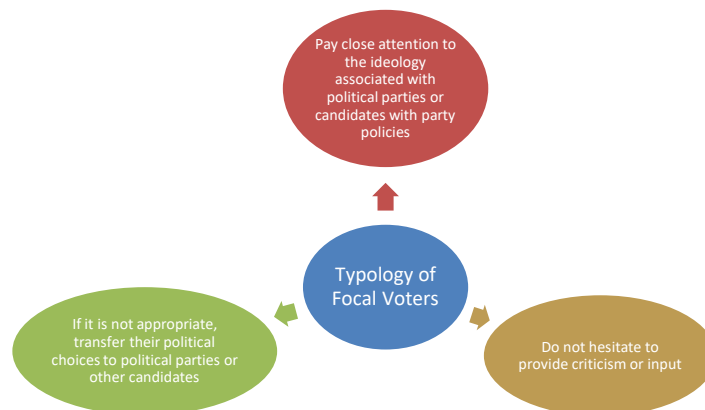 Pay close attention to
the ideology
associated with
political parties or
candidates with party
policies
Typology of
Focal Voters
If it is not appropriate,
transfer their political
choices to political parties or
other candidates
Do not hesitate to
provide criticism or input